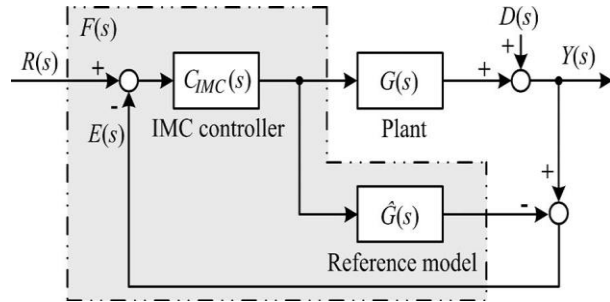 F(s)
D(s)
R(s)
+
+
+
Y(s)
C_IMC(s)
G(s)
-
E(s)
IMC controller
Plant
+
Ĝ(s)
-
Reference model